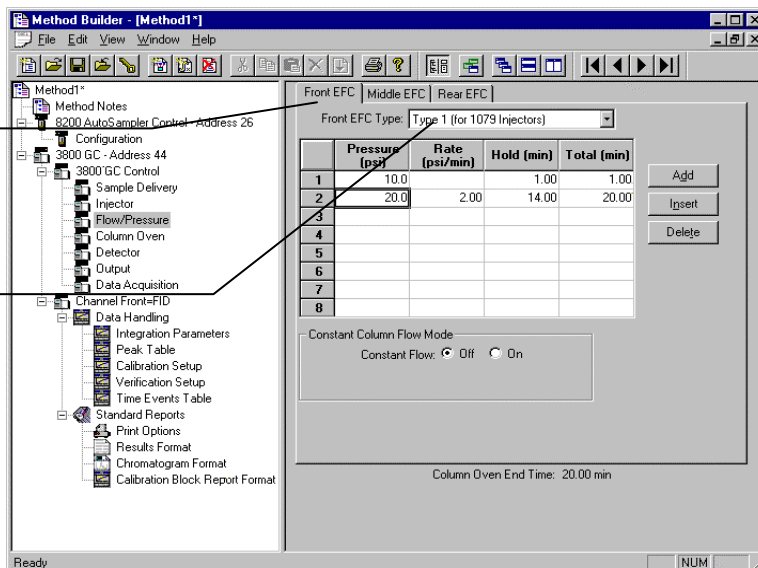 Method Builder - [Method1*]
File Edit View Window Help
Method1*
Method Notes
8200 AutoSampler Control - Address 26
Configuration
3800 GC - Address 44
3800 GC Control
Sample Delivery
Injector
Flow/Pressure
Column Oven
Detector
Output
Data Acquisition
Channel Front=FID
Data Handling
Integration Parameters
Peak Table
Calibration Setup
Verification Setup
Time Events Table
Standard Reports
Print Options
Results Format
Chromatogram Format
Calibration Block Report Format
Front EFC Middle EFC Rear EFC
Front EFC Type: Type 1 (for 1079 Injectors)
Pressure (psi) Rate (psi/min) Hold (min) Total (min)
1 10.0 1.00 1.00
2 20.0 2.00 14.00 20.00
3
4
5
6
7
8
Add
Insert
Delete
Constant Column Flow Mode
Constant Flow: Off On
Column Oven End Time: 20.00 min
Ready NUM